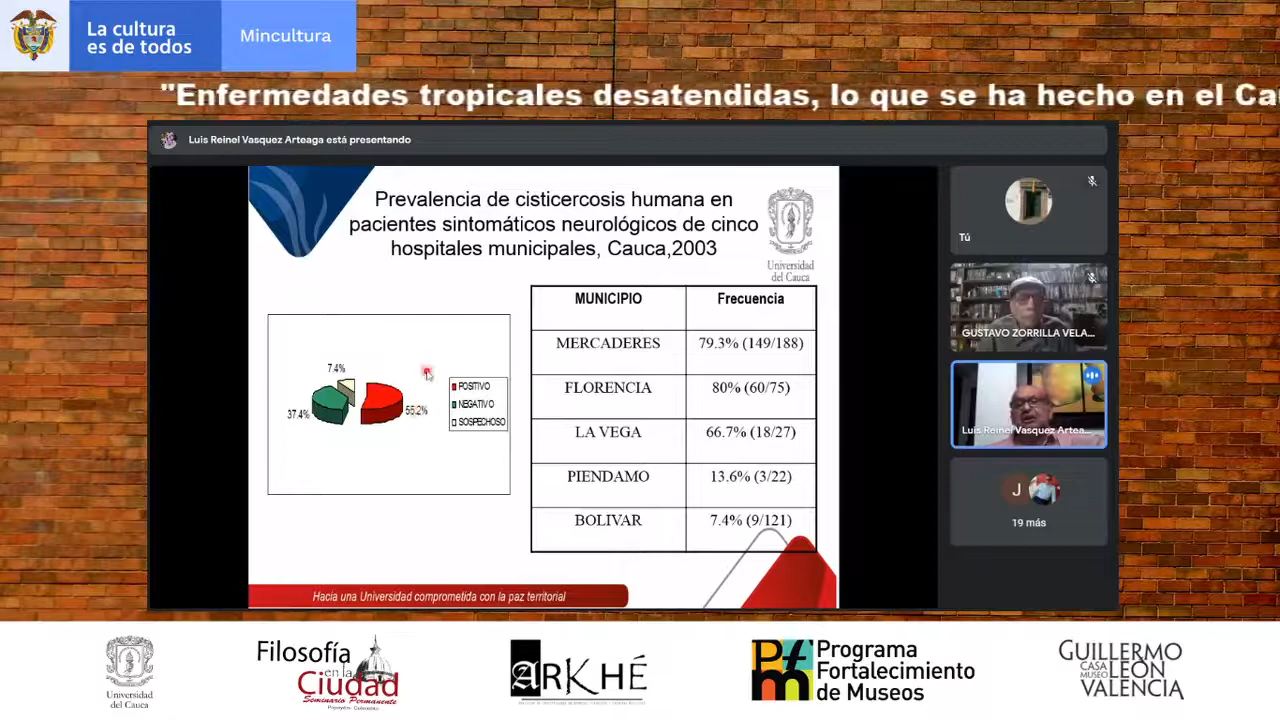 La cultura
es de todos
Mincultura
"Enfermedades tropicales desatendidas, lo que se ha hecho en el Ca
Luis Reinel Vasquez Arteaga está presentando
Prevalencia de cisticercosis humana en
pacientes sintomáticos neurológicos de cinco
hospitales municipales, Cauca,2003
Universidad
del Cauca
MUNICIPIO Frecuencia
MERCADERES 79.3% (149/188)
FLORENCIA 80% (60/75)
LA VEGA 66.7% (18/27)
PIENDAMO 13.6% (3/22)
BOLIVAR 7.4% (9/121)
7.4%
37.4%
55.2%
POSITIVO
NEGATIVO
SOSPECHOSO
Hacia una Universidad comprometida con la paz territorial
Tú
GUSTAVO ZORRILLA VELA...
Luis Reinel Vasquez Artea...
J
19 más
Universidad
del Cauca
Filosofía
en la
Ciudad
Seminario Permanente
ARKHÉ
Pfm
Programa
Fortalecimiento
de Museos
GUILLERMO
CASA MUSEO
LEÓN
VALENCIA